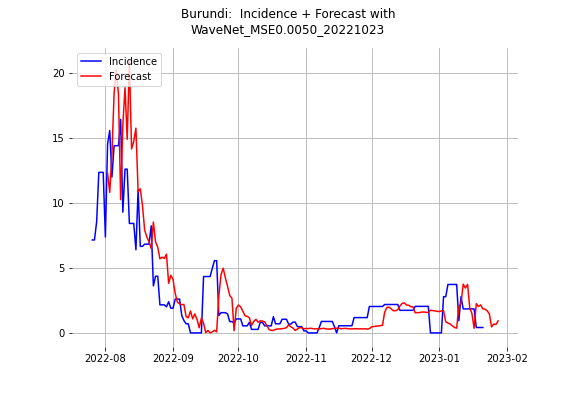 Burundi:  Incidence + Forecast with
WaveNet_MSE0.0050_20221023
Incidence
Forecast
20
15
10
5
0
2022-08 2022-09 2022-10 2022-11 2022-12 2023-01 2023-02